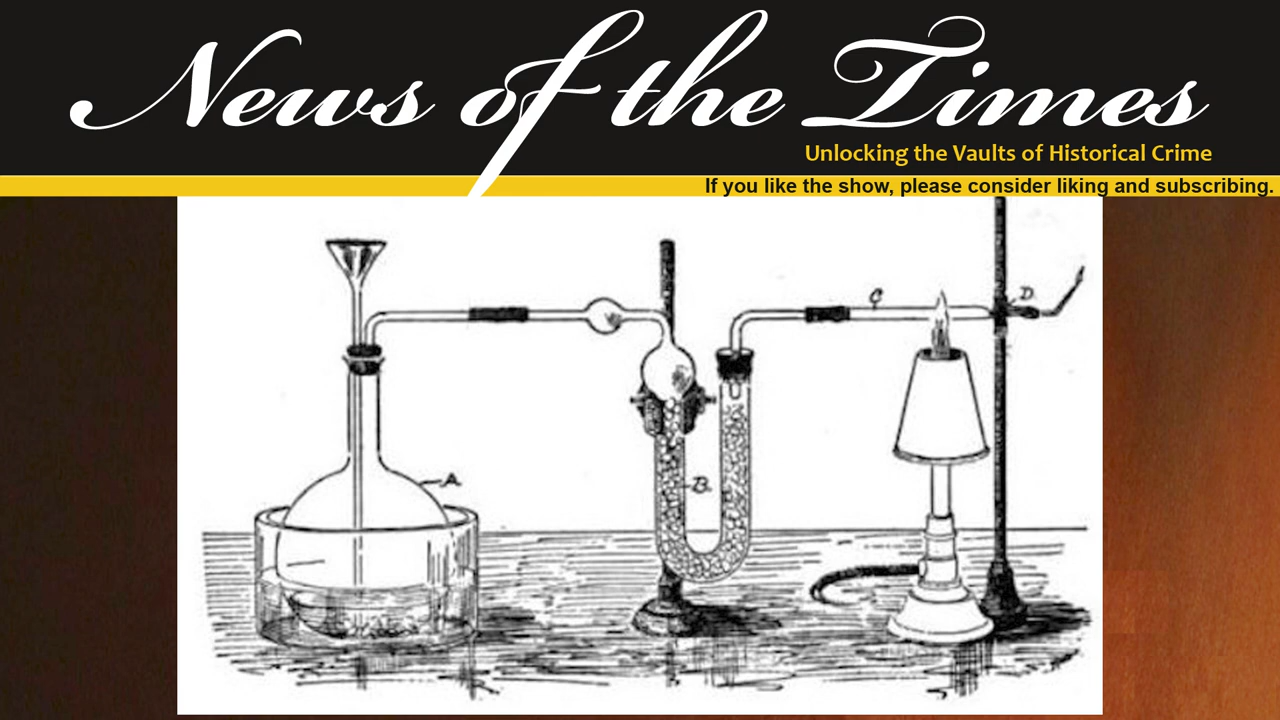 News of the Times
Unlocking the Vaults of Historical Crime
If you like the show, please consider liking and subscribing.
C
D.
A
B.